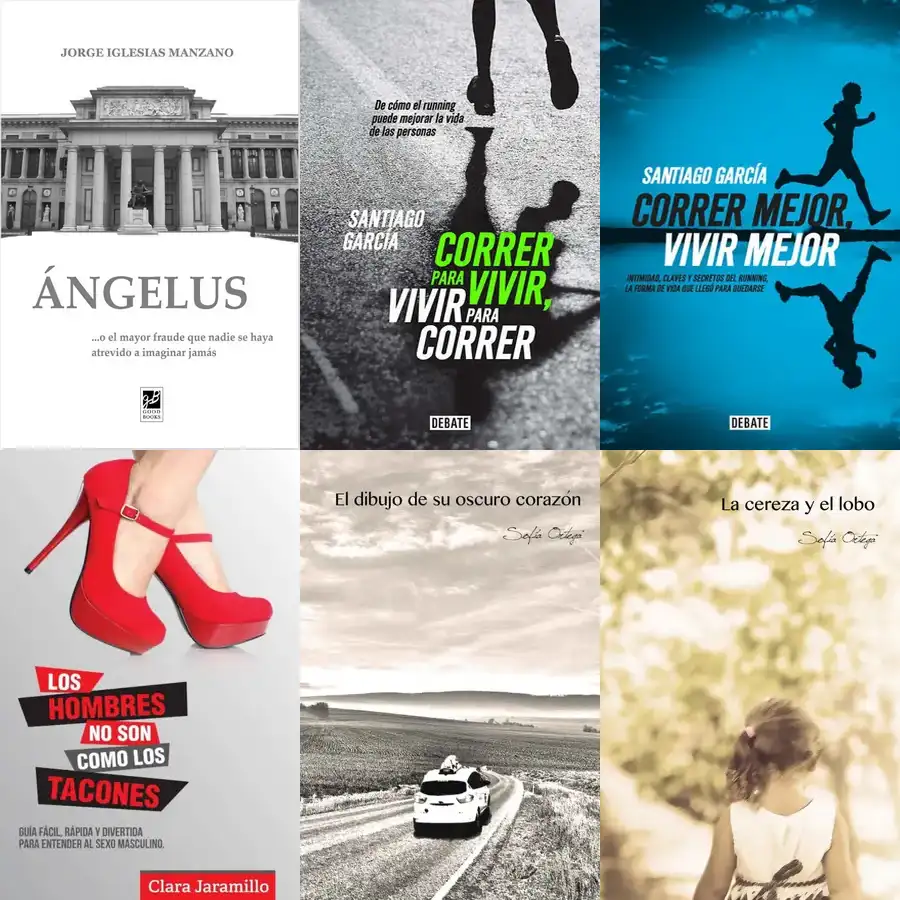 JORGE IGLESIAS MANZANO
ÁNGELUS
...o el mayor fraude que nadie se haya
atrevido a imaginar jamás
GB
GOOD
BOOKS
De cómo el running
puede mejorar la vida
de las personas
SANTIAGO
GARCÍA
CORRER
PARA VIVIR,
VIVIR PARA
CORRER
DEBATE
SANTIAGO GARCÍA
CORRER MEJOR,
VIVIR MEJOR
INTIMIDAD, CLAVES Y SECRETOS DEL RUNNING,
LA FORMA DE VIDA QUE LLEGÓ PARA QUEDARSE
DEBATE
LOS
HOMBRES
NO SON
COMO LOS
TACONES
GUÍA FÁCIL, RÁPIDA Y DIVERTIDA
PARA ENTENDER AL SEXO MASCULINO.
Clara Jaramillo
El dibujo de su oscuro corazón
Sofía Ortega
La cereza y el lobo
Sofía Ortega